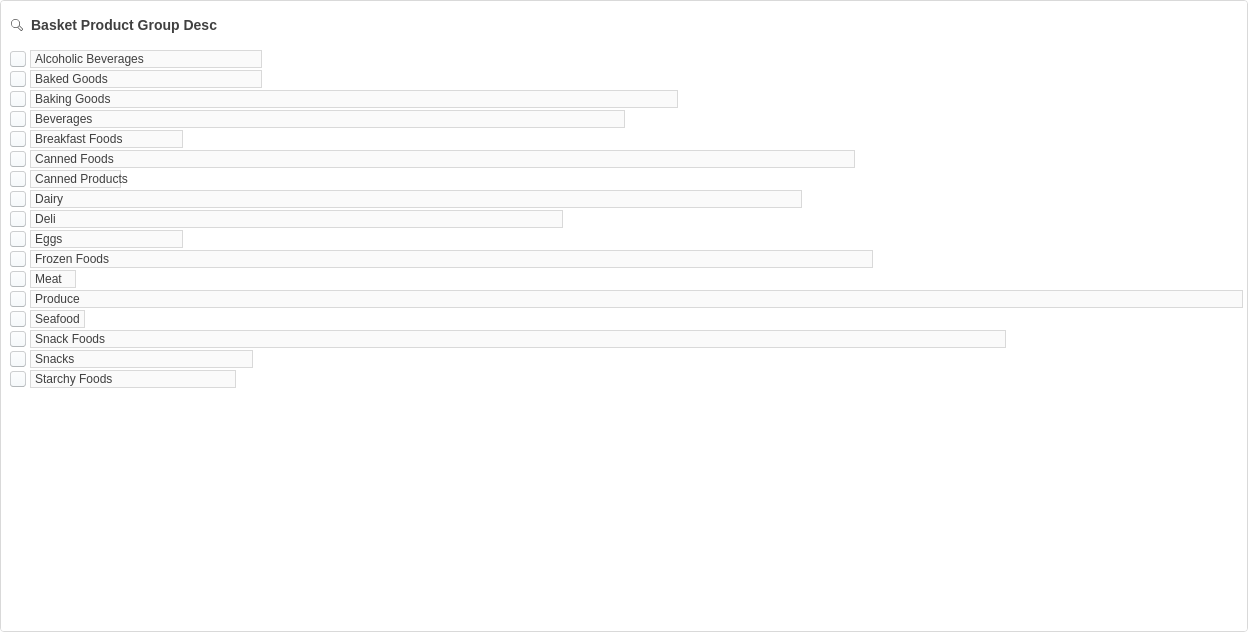 Basket Product Group Desc
Alcoholic Beverages
Baked Goods
Baking Goods
Beverages
Breakfast Foods
Canned Foods
Canned Products
Dairy
Deli
Eggs
Frozen Foods
Meat
Produce
Seafood
Snack Foods
Snacks
Starchy Foods